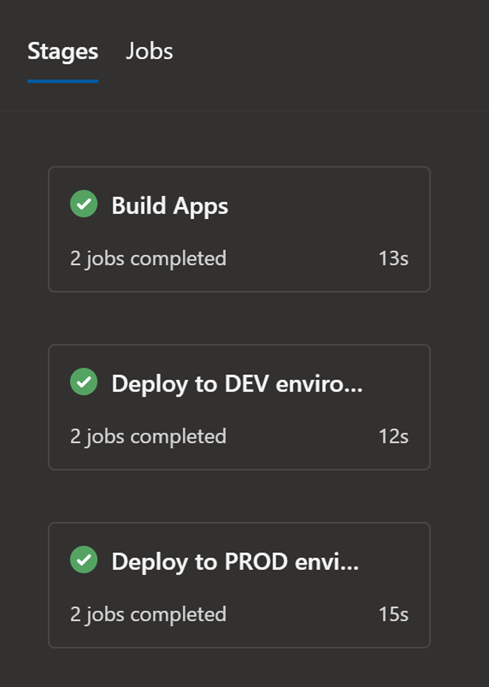 Stages Jobs
Build Apps
2 jobs completed 13s
Deploy to DEV enviro...
2 jobs completed 12s
Deploy to PROD envi...
2 jobs completed 15s